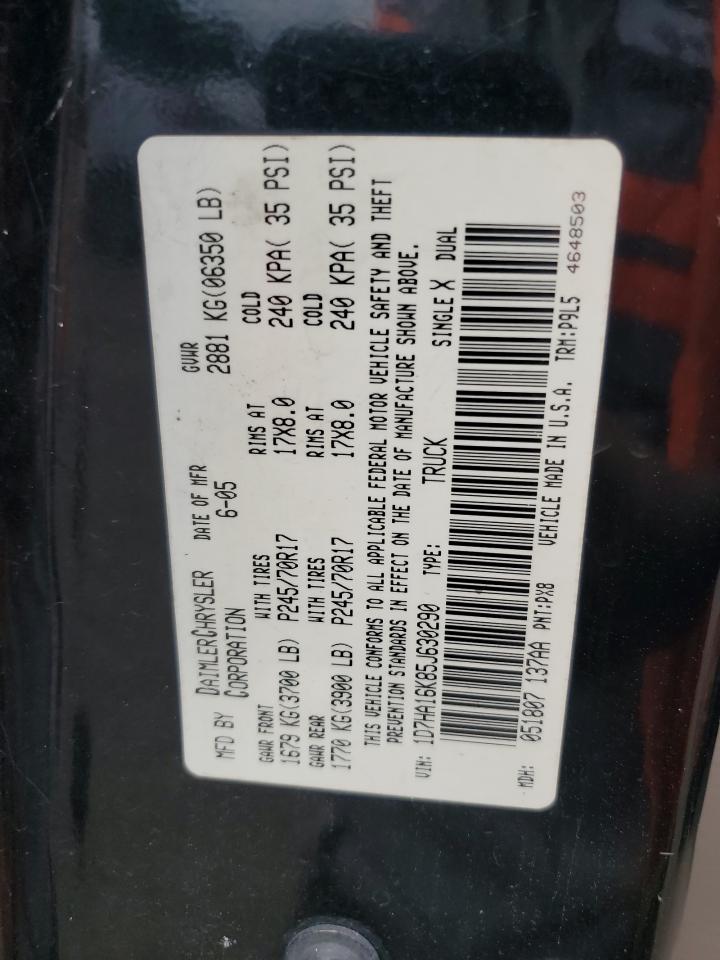 MFD BY DAIMLERCHRYSLER CORPORATION DATE OF MFR 6-05 GVWR 2881 KG(06350 LB)
GAWR FRONT WITH TIRES RIMS AT COLD
1679 KG(3700 LB) P245/70R17 17X8.0 240 KPA( 35 PSI)
GAWR REAR WITH TIRES RIMS AT COLD
1770 KG(3900 LB) P245/70R17 17X8.0 240 KPA( 35 PSI)
THIS VEHICLE CONFORMS TO ALL APPLICABLE FEDERAL MOTOR VEHICLE SAFETY AND THEFT
PREVENTION STANDARDS IN EFFECT ON THE DATE OF MANUFACTURE SHOWN ABOVE.
VIN: 1D7HA16K85J630290 TYPE: TRUCK SINGLE X DUAL
MDH: 051807 137AA PNT:PX8 VEHICLE MADE IN U.S.A. TRM:P9L5
4648503